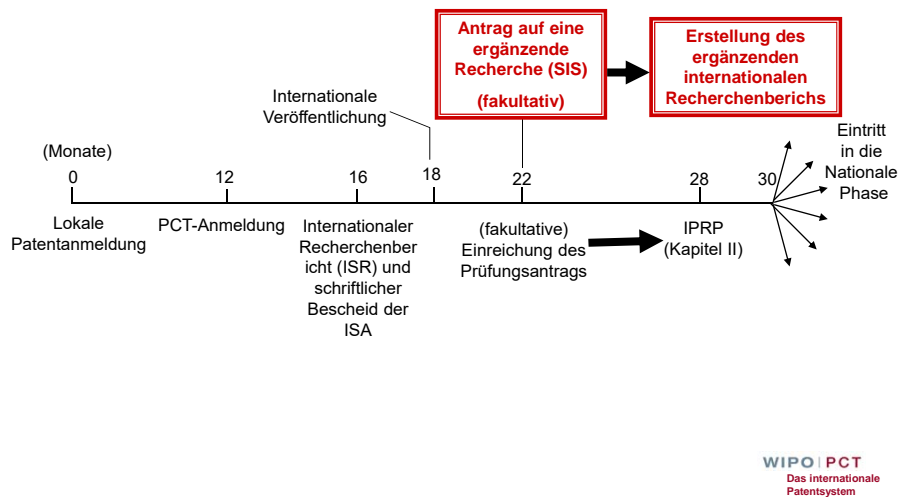 Antrag auf eine
ergänzende
Recherche (SIS)
(fakultativ)
Erstellung des
ergänzenden
internationalen
Recherchenberichs
Internationale
Veröffentlichung
Eintritt
in die
Nationale
Phase
(Monate)
0
12
16
18
22
28
30
Lokale
Patentanmeldung
PCT-Anmeldung
Internationaler
Recherchenber
icht (ISR) und
schriftlicher
Bescheid der
ISA
(fakultative)
Einreichung des
Prüfungsantrags
IPRP
(Kapitel II)
WIPO|PCT
Das internationale
Patentsystem